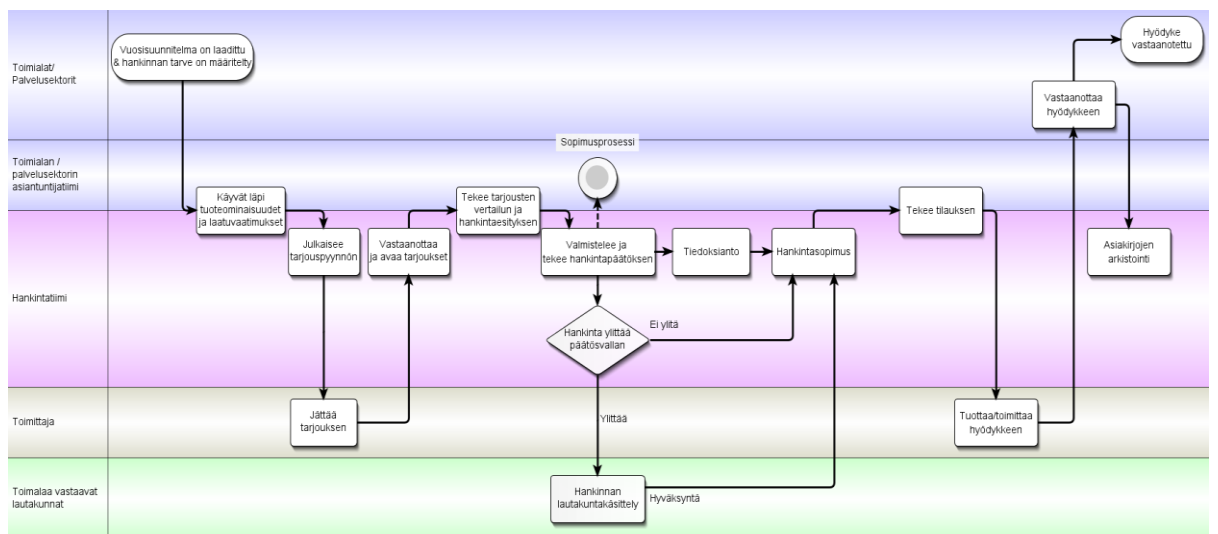 Toimialat/
Palvelusektorit
Vuosisuunnitelma on laadittu
& hankinnan tarve on määritelty
Hyödyke
vastaanotettu
Vastaanottaa
hyödykkeen
Toimialan /
palvelusektorin
asiantuntijatiimi
Sopimusprosessi
Käyvät läpi
tuoteominaisuudet
ja laatuvaatimukset
Tekee tarjousten
vertailun ja
hankintaesityksen
Tekee tilauksen
Hankintatiimi
Julkaisee
tarjouspyynnön
Vastaanottaa
ja avaa tarjoukset
Valmistelee ja
tekee hankintapäätöksen
Tiedoksianto
Hankintasopimus
Asiakirjojen
arkistointi
Hankinta ylittää
päätösvallan
Ei ylitä
Ylittää
Toimittaja
Jättää
tarjouksen
Tuottaa/toimittaa
hyödykkeen
Toimalaa vastaavat
lautakunnat
Hankinnan
lautakuntakäsittely
Hyväksyntä